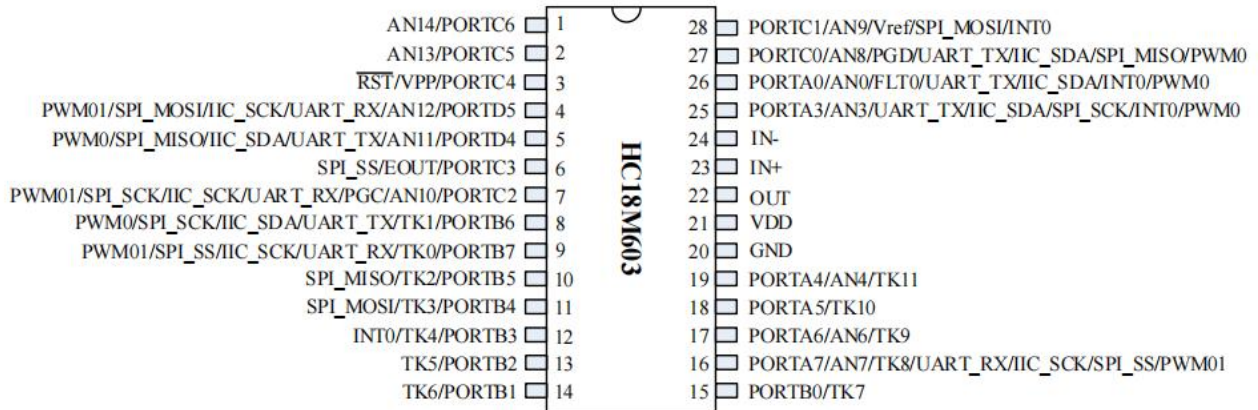 AN14/PORTC6 1
AN13/PORTC5 2
RST/VPP/PORTC4 3
PWM01/SPI_MOSI/IIC_SCK/UART_RX/AN12/PORTD5 4
PWM0/SPI_MISO/IIC_SDA/UART_TX/AN11/PORTD4 5
SPI_SS/EOUT/PORTC3 6
PWM01/SPI_SCK/IIC_SCK/UART_RX/PGC/AN10/PORTC2 7
PWM0/SPI_SCK/IIC_SDA/UART_TX/TK1/PORTB6 8
PWM01/SPI_SS/IIC_SCK/UART_RX/TK0/PORTB7 9
SPI_MISO/TK2/PORTB5 10
SPI_MOSI/TK3/PORTB4 11
INT0/TK4/PORTB3 12
TK5/PORTB2 13
TK6/PORTB1 14
HC18M603
28 PORTC1/AN9/Vref/SPI_MOSI/INT0
27 PORTC0/AN8/PGD/UART_TX/IIC_SDA/SPI_MISO/PWM0
26 PORTA0/AN0/FLT0/UART_TX/IIC_SDA/INT0/PWM0
25 PORTA3/AN3/UART_TX/IIC_SDA/SPI_SCK/INT0/PWM0
24 IN-
23 IN+
22 OUT
21 VDD
20 GND
19 PORTA4/AN4/TK11
18 PORTA5/TK10
17 PORTA6/AN6/TK9
16 PORTA7/AN7/TK8/UART_RX/IIC_SCK/SPI_SS/PWM01
15 PORTB0/TK7